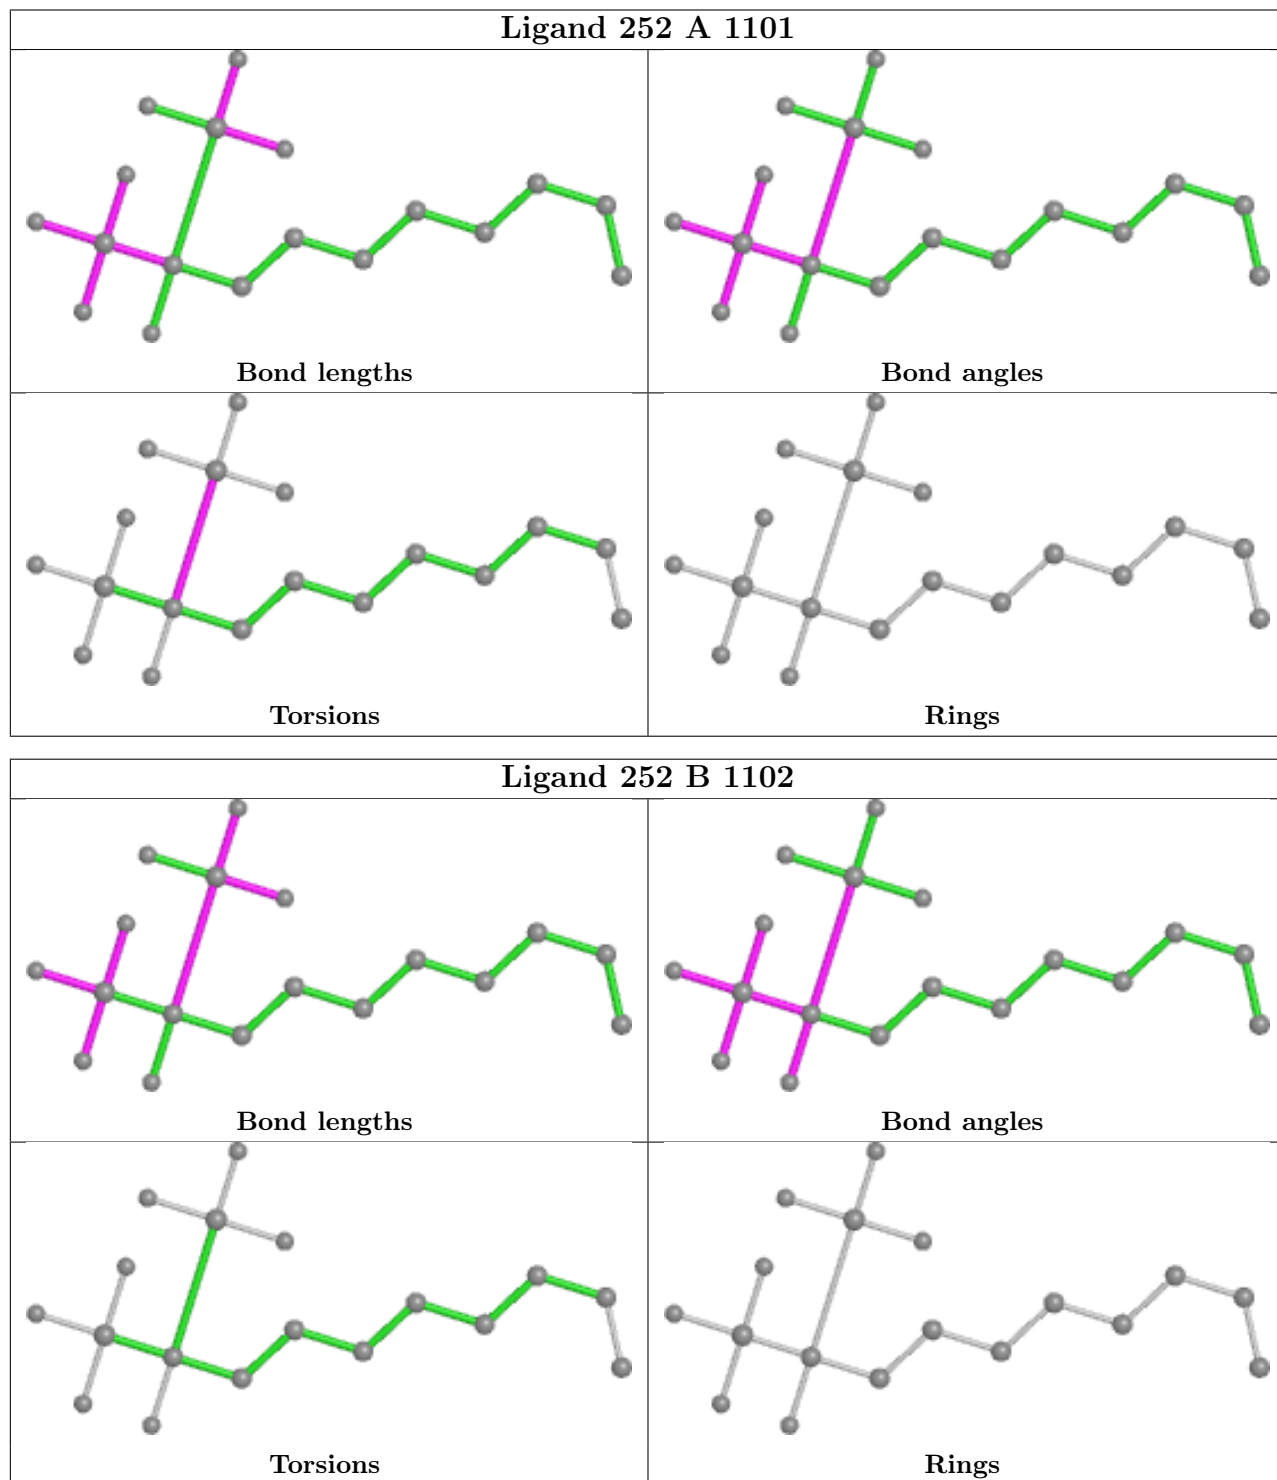 Ligand 252 A 1101
Bond lengths
Bond angles
Torsions
Rings
Ligand 252 B 1102
Bond lengths
Bond angles
Torsions
Rings